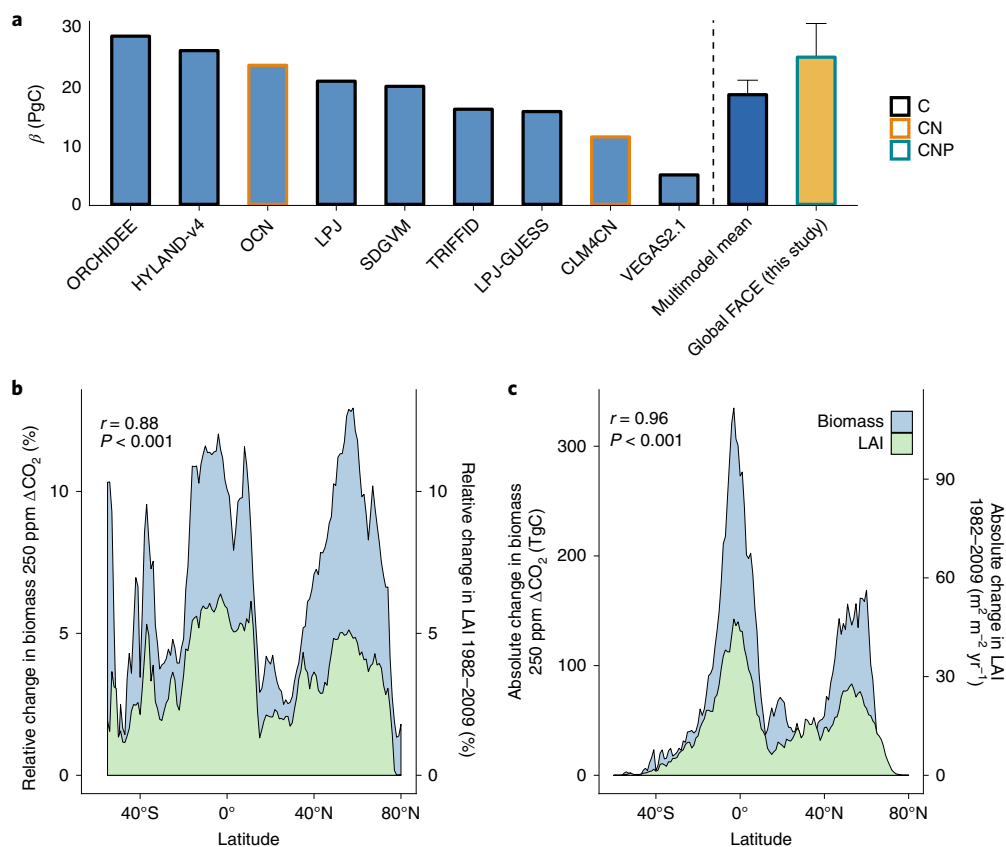 a
β (PgC)
30
20
10
0
ORCHIDEE
HYLAND-v4
OCN
LPJ
SDGVM
TRIFFID
LPJ-GUESS
CLM4CN
VEGAS2.1
Multimodel mean
Global FACE (this study)
C
CN
CNP
b
Relative change in biomass 250 ppm ΔCO₂ (%)
10
5
0
r = 0.88
P < 0.001
10
5
0
Relative change in LAI 1982–2009 (%)
40°S
0°
40°N
80°N
Latitude
c
Absolute change in biomass
250 ppm ΔCO₂ (TgC)
300
200
100
0
r = 0.96
P < 0.001
Biomass
LAI
90
60
30
0
Absolute change in LAI
1982–2009 (m² m⁻² yr⁻¹)
40°S
0°
40°N
80°N
Latitude